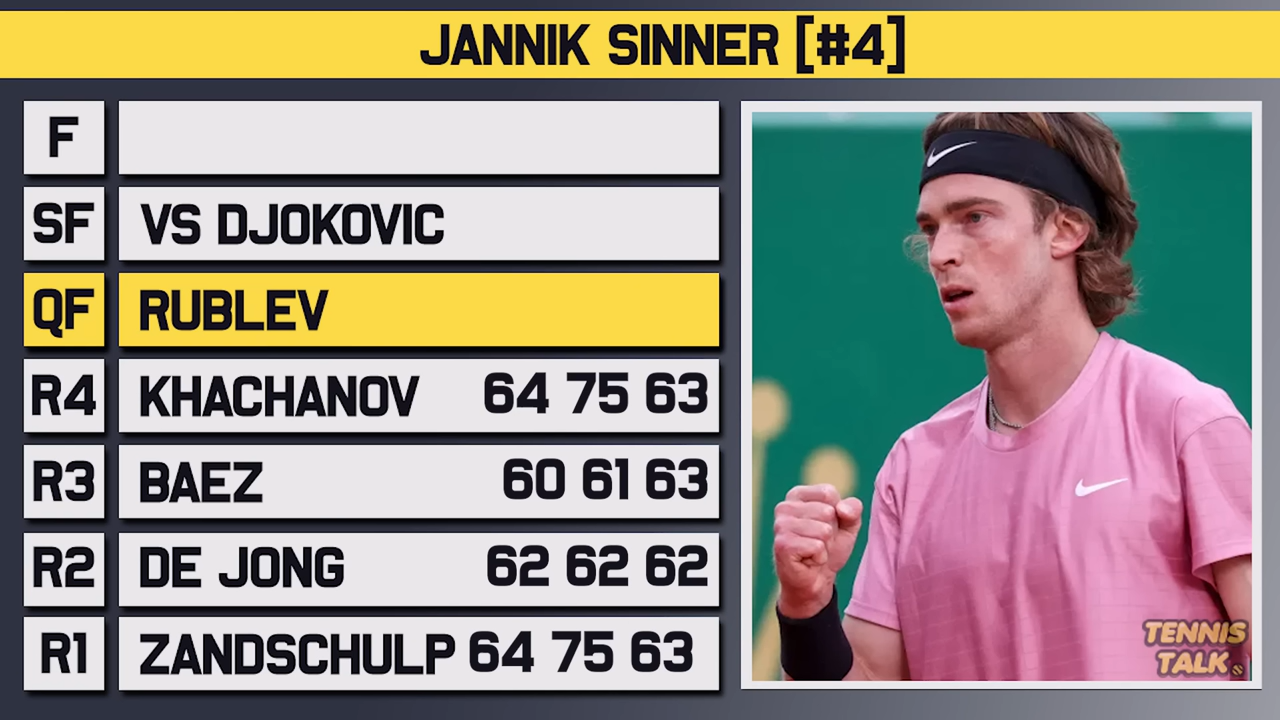 JANNIK SINNER [#4]
F
SF VS DJOKOVIC
QF RUBLEV
R4 KHACHANOV 64 75 63
R3 BAEZ 60 61 63
R2 DE JONG 62 62 62
R1 ZANDSCHULP 64 75 63
TENNIS
TALK